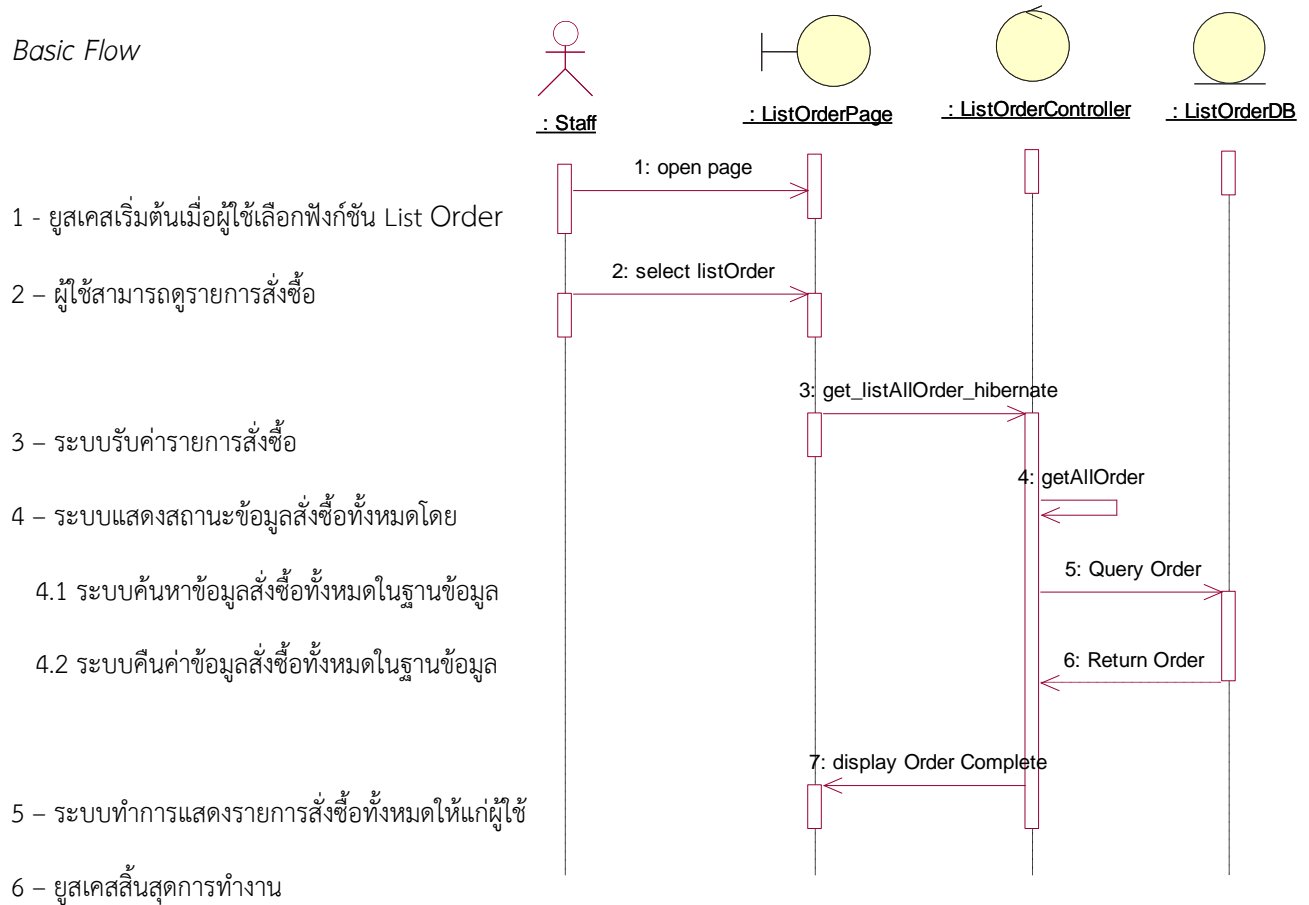 Basic Flow
: Staff
: ListOrderPage
: ListOrderController
: ListOrderDB
1: open page
1 - ยูสเคสเริ่มต้นเมื่อผู้ใช้เลือกฟังก์ชัน List Order
2: select listOrder
2 – ผู้ใช้สามารถดูรายการสั่งซื้อ
3: get_listAllOrder_hibernate
3 – ระบบรับค่ารายการสั่งซื้อ
4: getAllOrder
4 – ระบบแสดงสถานะข้อมูลสั่งซื้อทั้งหมดโดย
5: Query Order
4.1 ระบบค้นหาข้อมูลสั่งซื้อทั้งหมดในฐานข้อมูล
6: Return Order
4.2 ระบบคืนค่าข้อมูลสั่งซื้อทั้งหมดในฐานข้อมูล
7: display Order Complete
5 – ระบบทำการแสดงรายการสั่งซื้อทั้งหมดให้แก่ผู้ใช้
6 – ยูสเคสสิ้นสุดการทำงาน